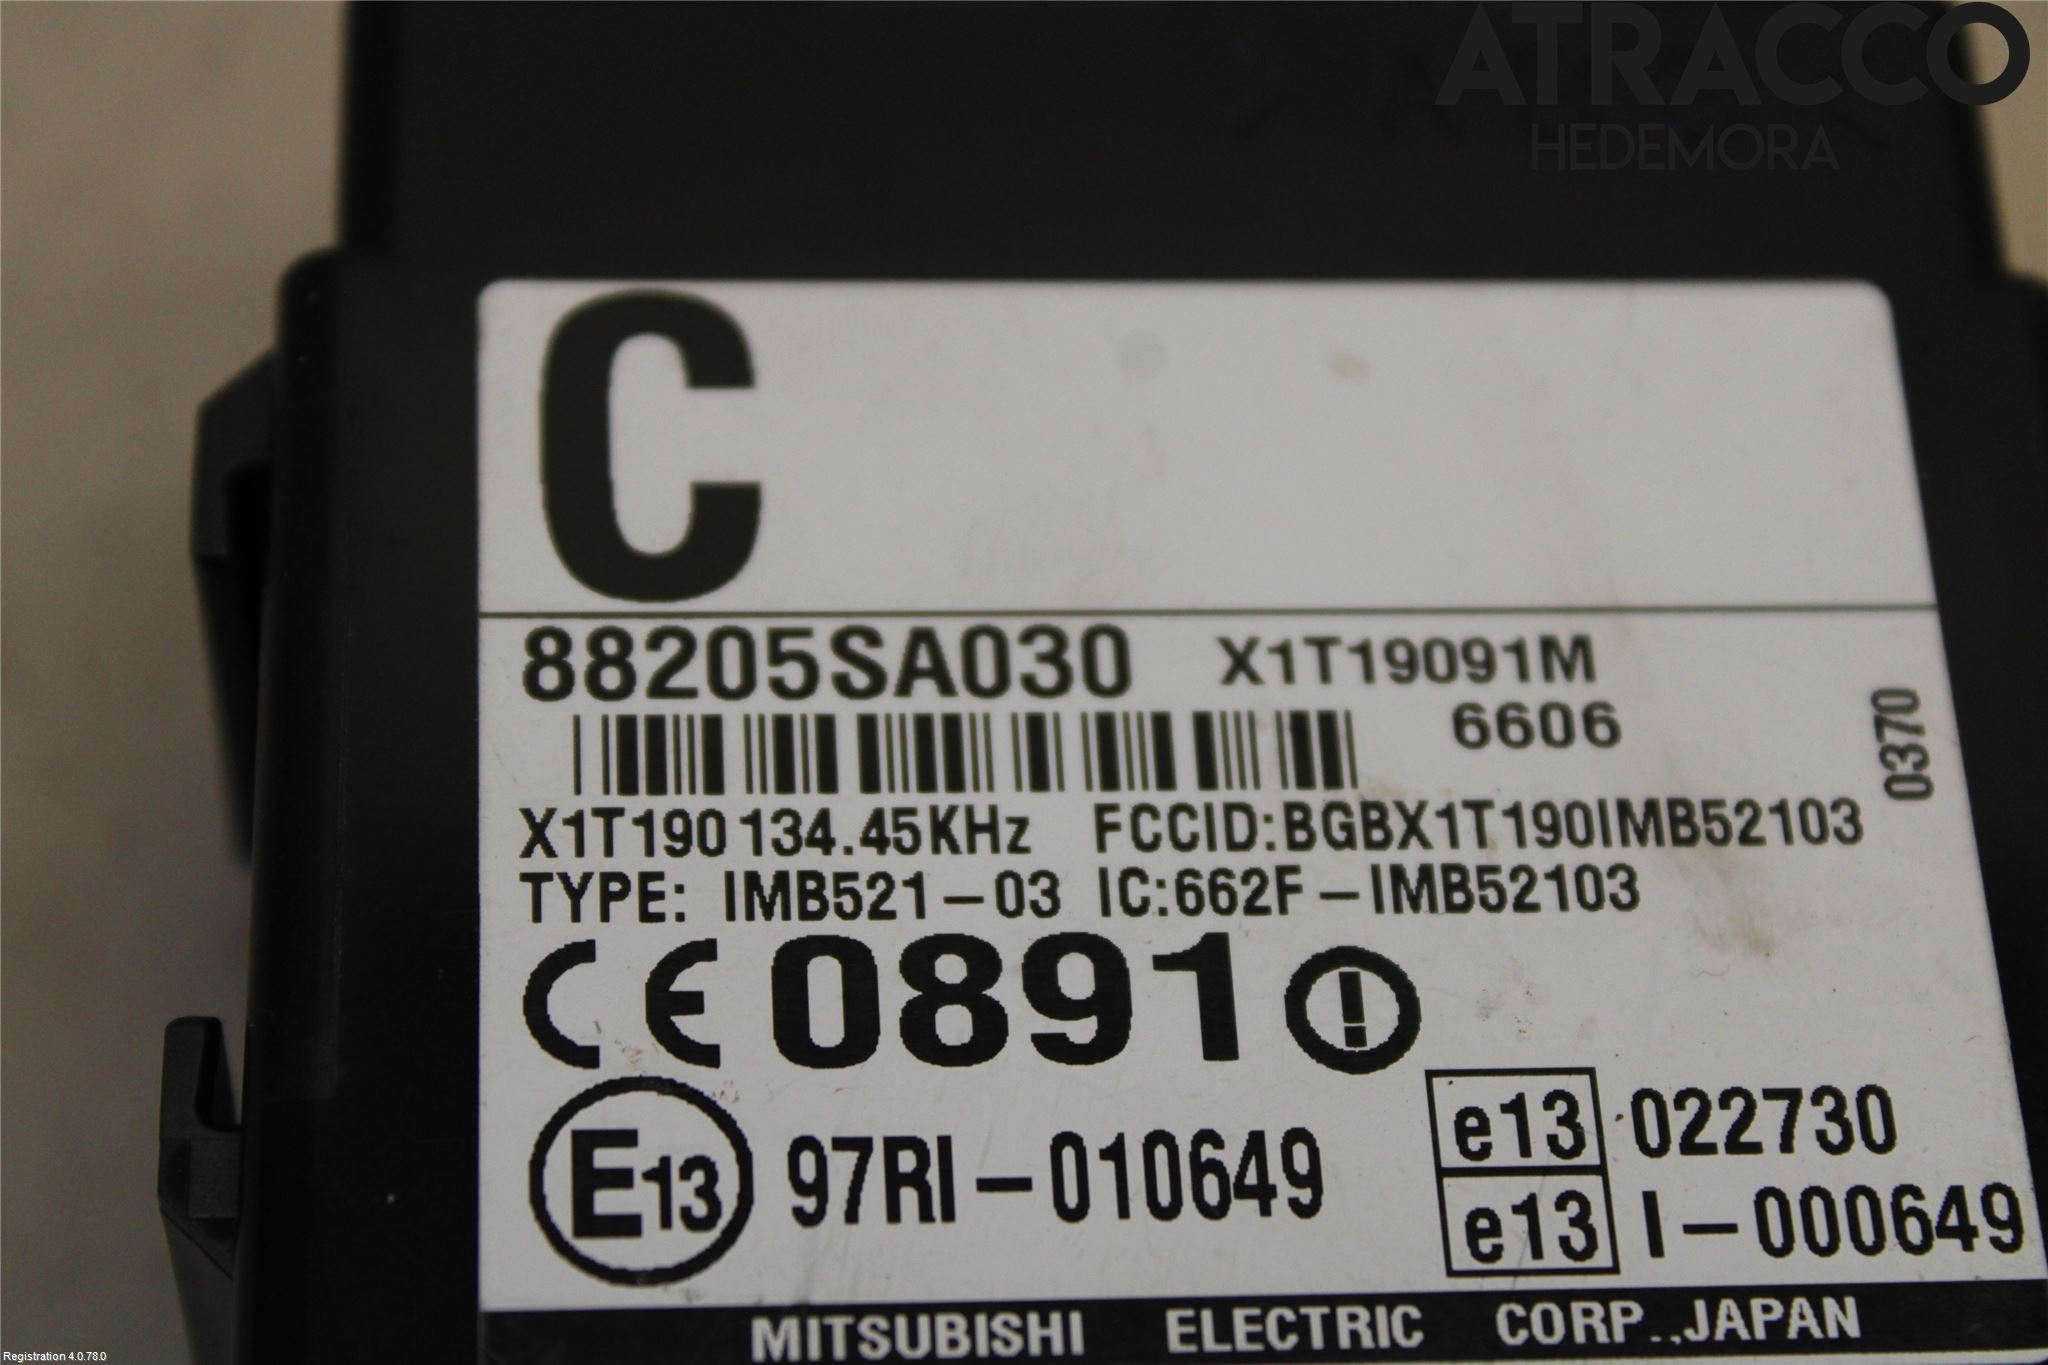 ATRACCO
HEDEMORA
C
88205SA030 X1T19091M
6606
0370
X1T190 134.45KHz FCCID:BGBX1T190IMB52103
TYPE: IMB521-03 IC:662F-IMB52103
CE 0891
E13 97RI-010649
e13 022730
e13 I-000649
MITSUBISHI ELECTRIC CORP.,JAPAN
Registration 4.0.78.0